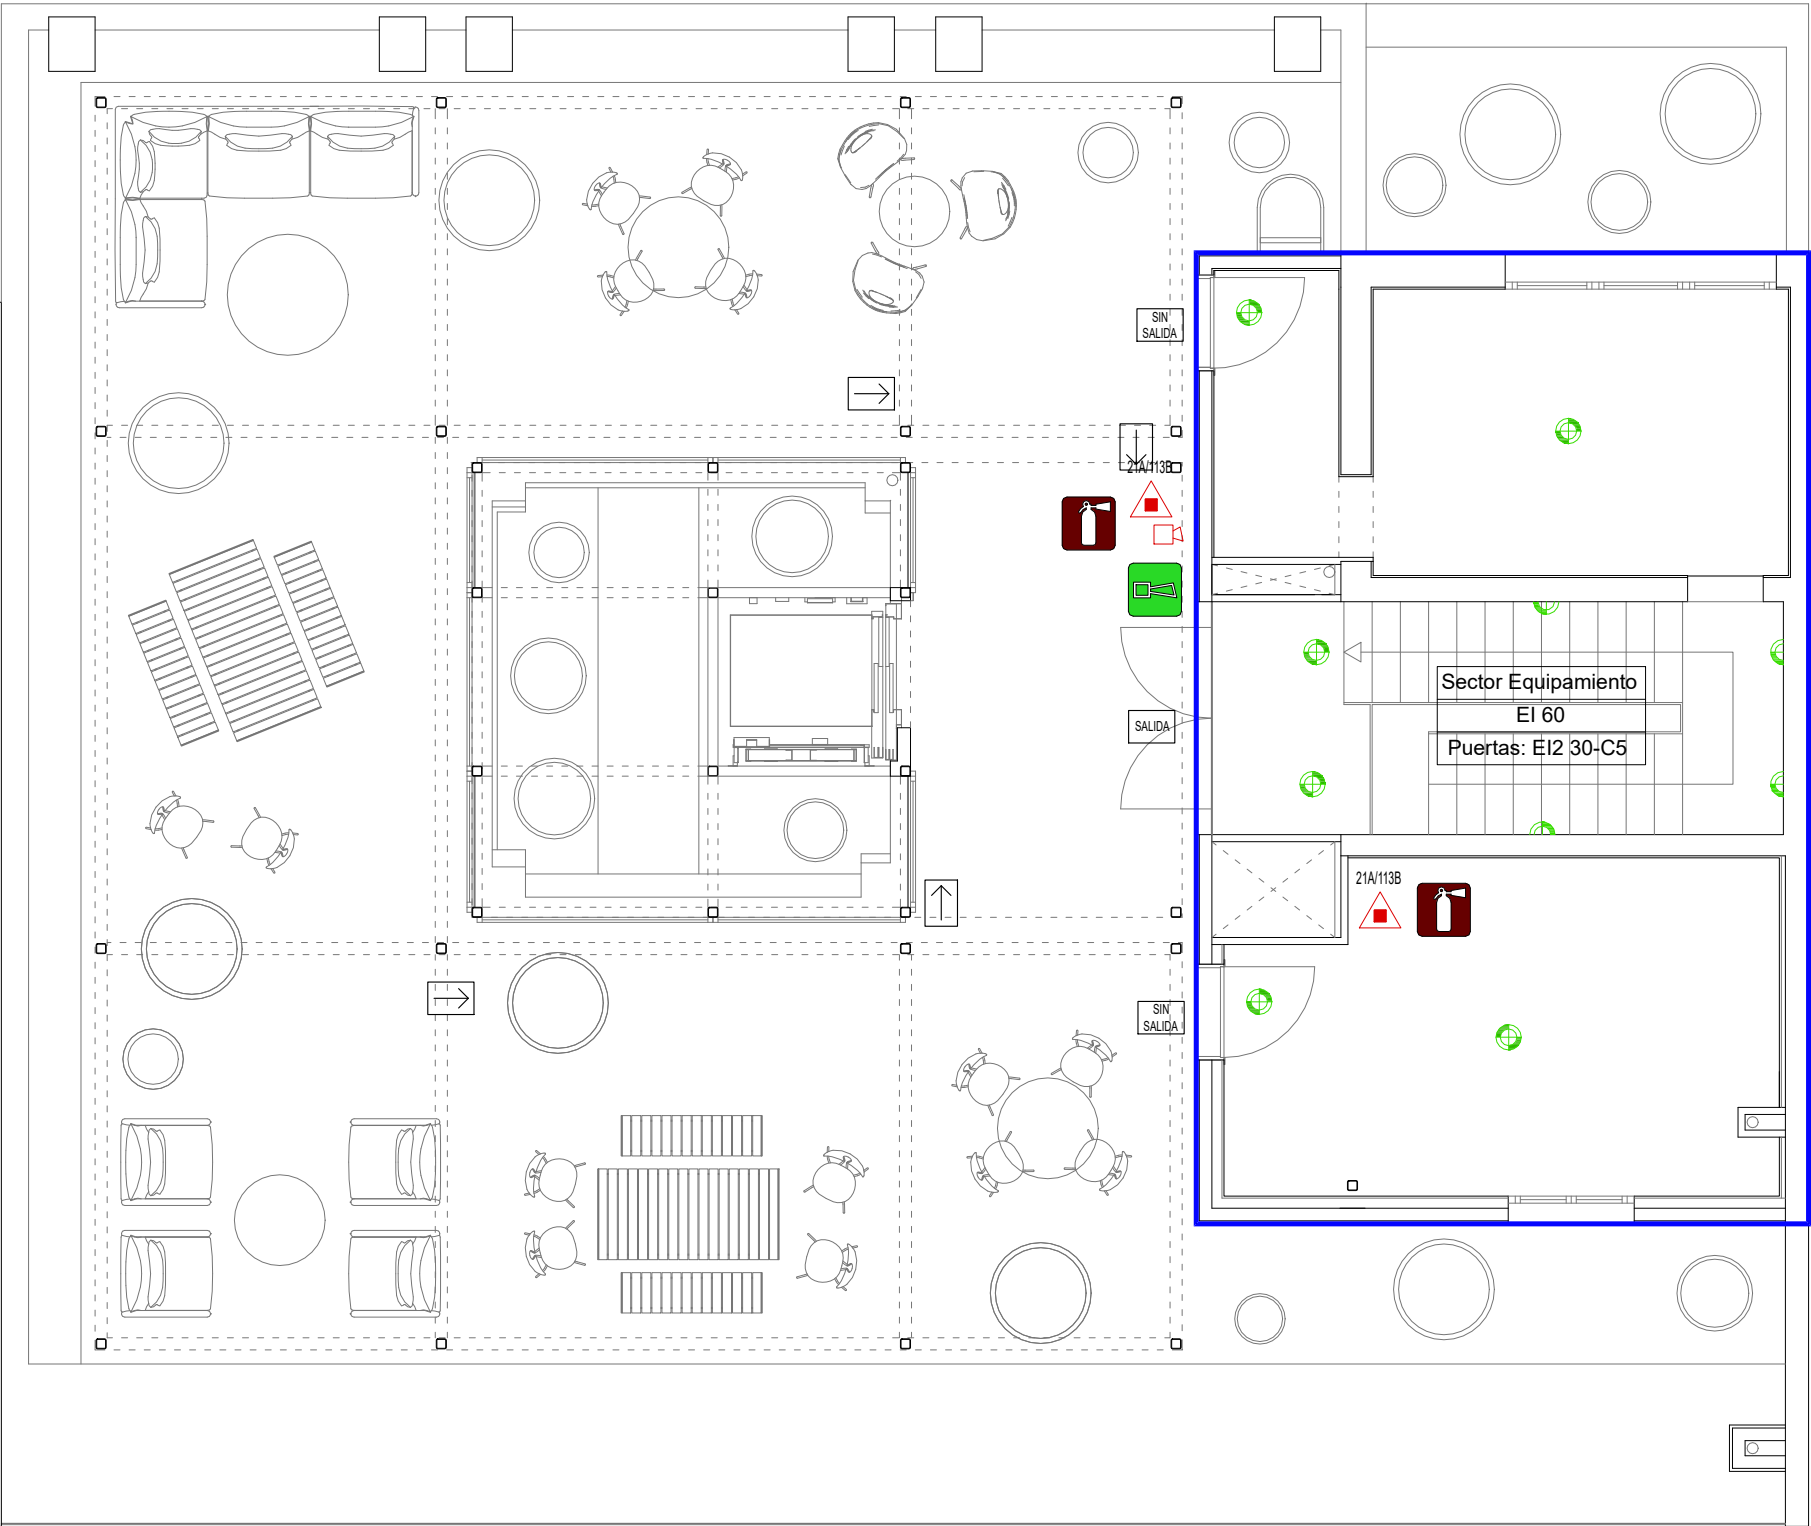 SIN
SALIDA
21A/113B
Sector Equipamiento
EI 60
Puertas: EI2 30-C5
SALIDA
21A/113B
SIN
SALIDA